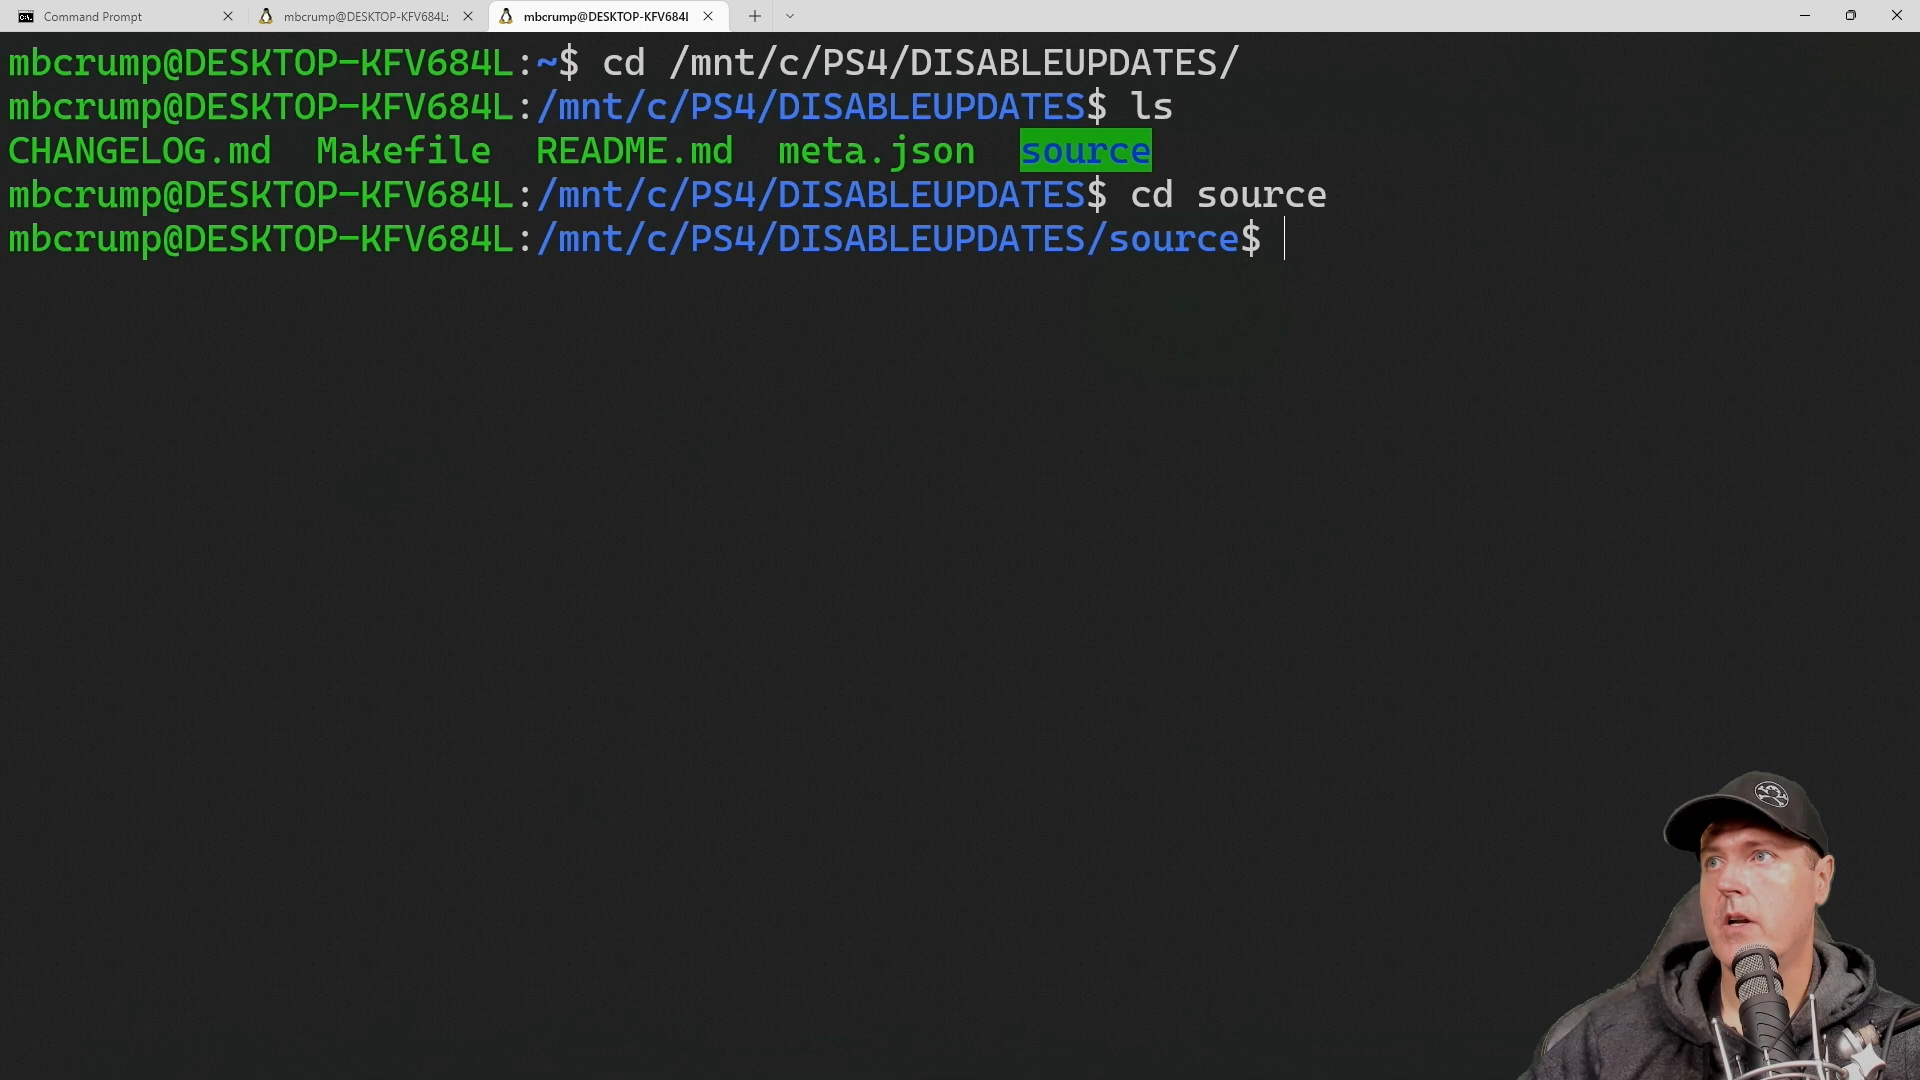 Command Prompt
mbcrump@DESKTOP-KFV684L:
mbcrump@DESKTOP-KFV684I
mbcrump@DESKTOP-KFV684L:~$ cd /mnt/c/PS4/DISABLEUPDATES/
mbcrump@DESKTOP-KFV684L:/mnt/c/PS4/DISABLEUPDATES$ ls
CHANGELOG.md Makefile README.md meta.json source
mbcrump@DESKTOP-KFV684L:/mnt/c/PS4/DISABLEUPDATES$ cd source
mbcrump@DESKTOP-KFV684L:/mnt/c/PS4/DISABLEUPDATES/source$